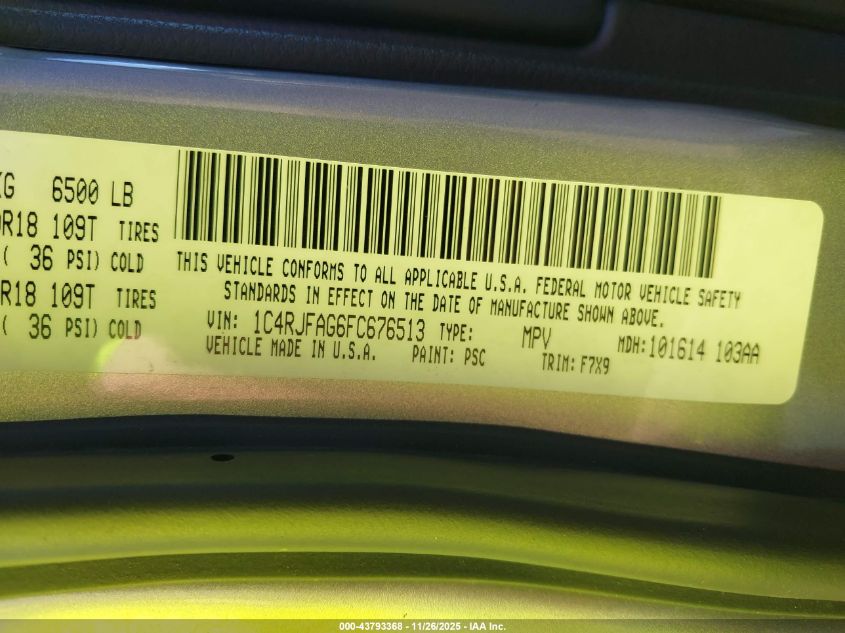 KG 6500 LB
0R18 109T TIRES
( 36 PSI) COLD
R18 109T TIRES
( 36 PSI) COLD
THIS VEHICLE CONFORMS TO ALL APPLICABLE U.S.A. FEDERAL MOTOR VEHICLE SAFETY
STANDARDS IN EFFECT ON THE DATE OF MANUFACTURE SHOWN ABOVE.
VIN: 1C4RJFAG6FC676513 TYPE: MPV MDH:101614 103AA
VEHICLE MADE IN U.S.A. PAINT: PSC TRIM: F7X9
000-43793368 - 11/26/2025 - IAA Inc.